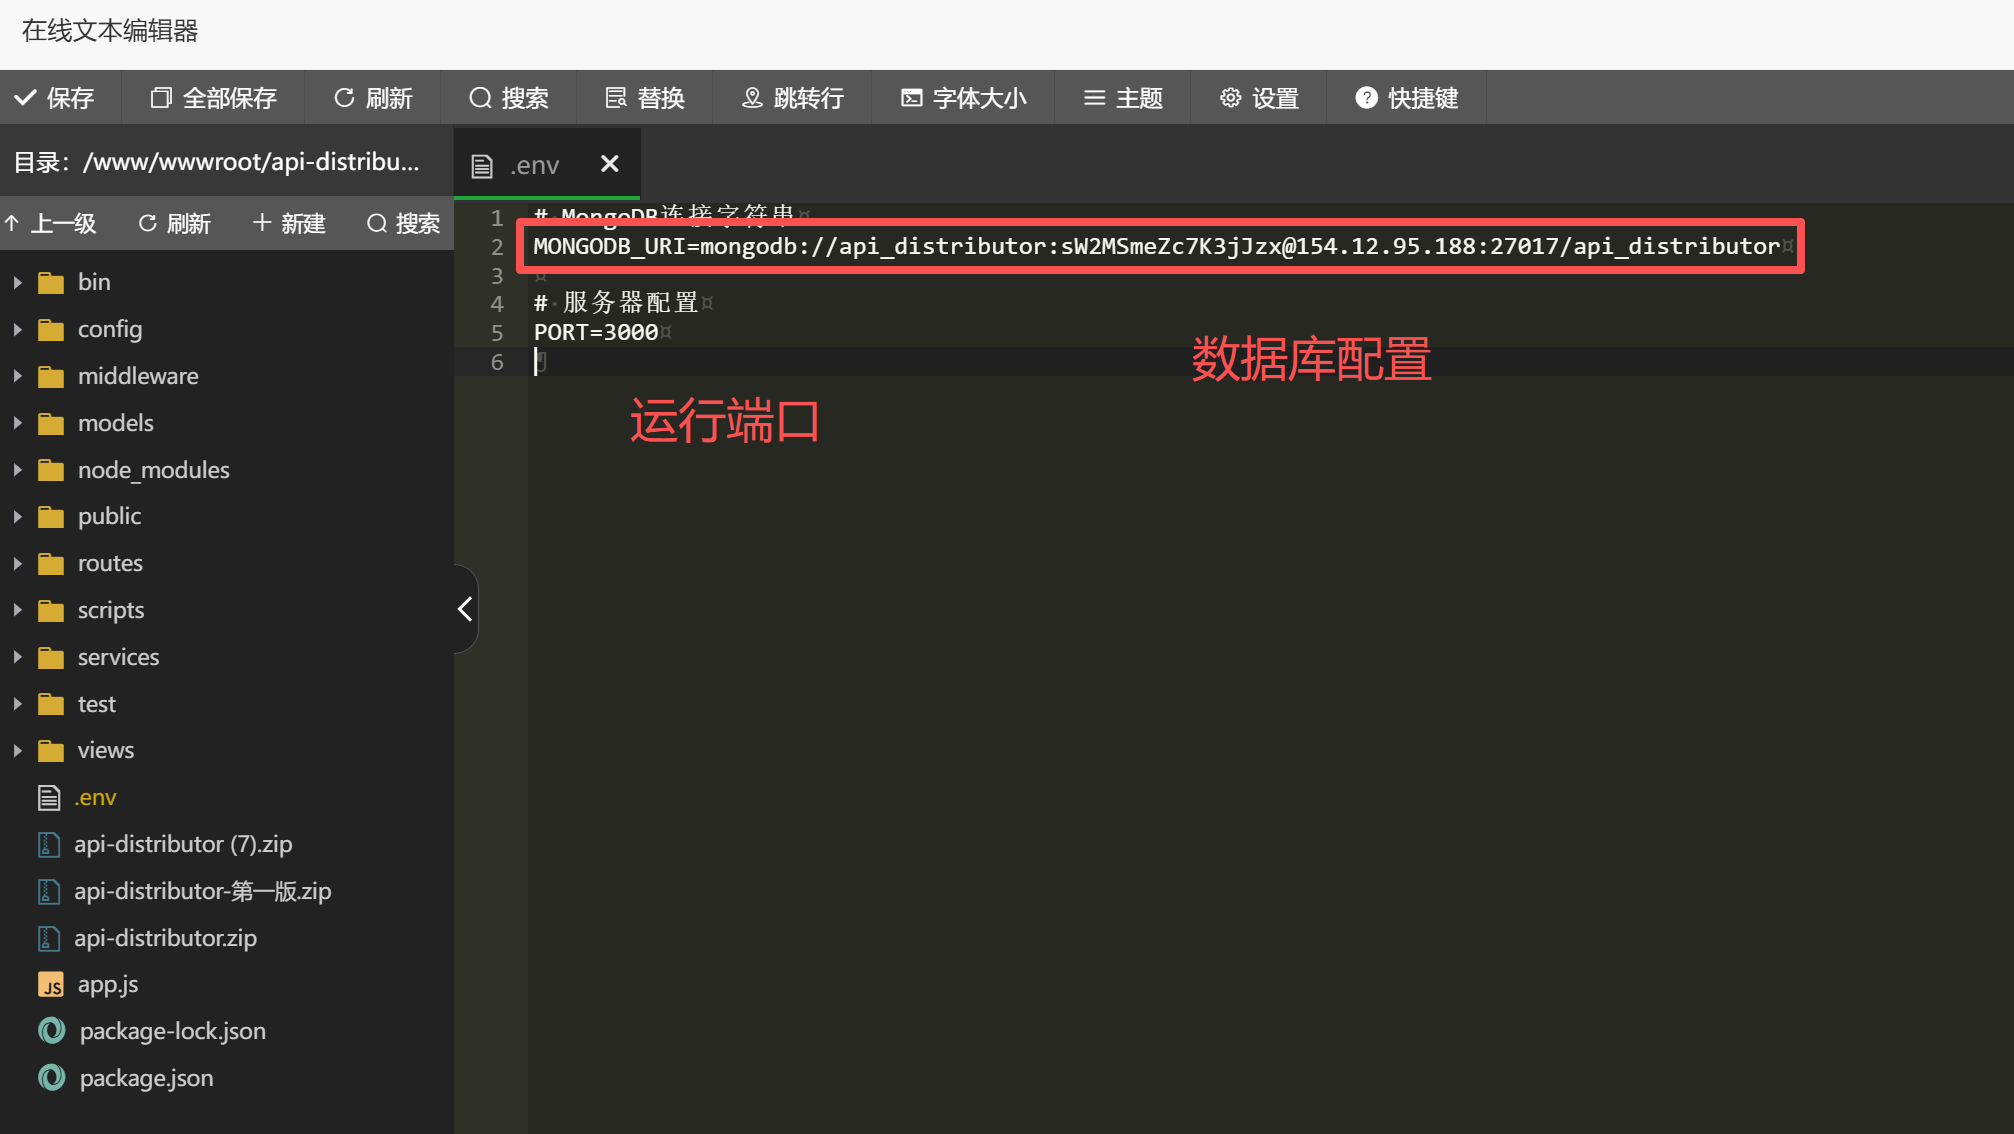 在线文本编辑器
保存 全部保存 刷新 搜索 替换 跳转行 字体大小 主题 设置 快捷键
目录：/www/wwwroot/api-distribu...
.env
上一级 刷新 新建 搜索
bin
config
middleware
models
node_modules
public
routes
scripts
services
test
views
.env
api-distributor (7).zip
api-distributor-第一版.zip
api-distributor.zip
app.js
package-lock.json
package.json
1 # MongoDB连接字符串
2 MONGODB_URI=mongodb://api_distributor:sW2MSmeZc7K3jJzx@154.12.95.188:27017/api_distributor
3
4 # 服务器配置
5 PORT=3000
6
数据库配置
运行端口